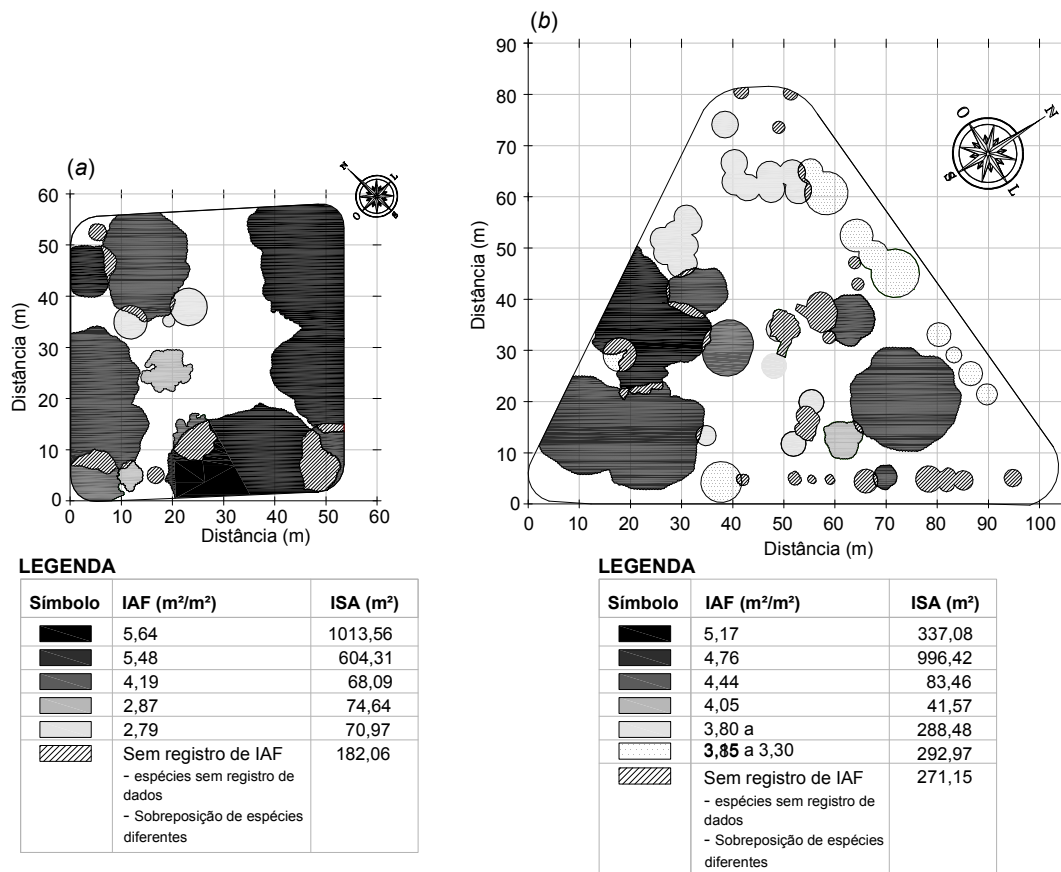 (a)
60
50
40
30
20
10
0
Distância (m)
0 10 20 30 40 50 60
Distância (m)
N
L
S
O
LEGENDA
Símbolo IAF (m²/m²) ISA (m²)
5,64 1013,56
5,48 604,31
4,19 68,09
2,87 74,64
2,79 70,97
Sem registro de IAF 182,06
- espécies sem registro de
dados
- Sobreposição de espécies
diferentes
(b)
90
80
70
60
50
40
30
20
10
0
Distância (m)
0 10 20 30 40 50 60 70 80 90 100
Distância (m)
O
N
S
L
LEGENDA
Símbolo IAF (m²/m²) ISA (m²)
5,17 337,08
4,76 996,42
4,44 83,46
4,05 41,57
3,80 a 288,48
a 3,30 292,97
Sem registro de IAF 271,15
- espécies sem registro de
dados
- Sobreposição de espécies
diferentes